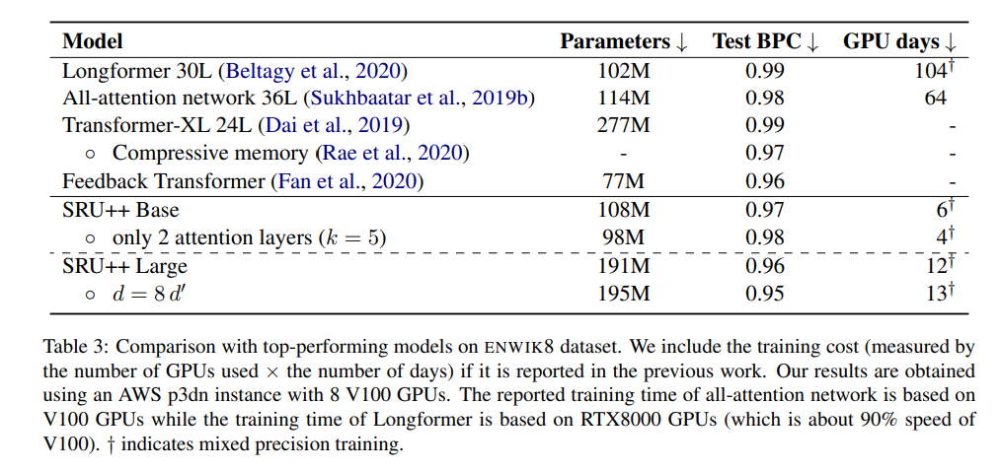 Model Parameters ↓ Test BPC ↓ GPU days ↓
Longformer 30L (Beltagy et al., 2020) 102M 0.99 104†
All-attention network 36L (Sukhbaatar et al., 2019b) 114M 0.98 64
Transformer-XL 24L (Dai et al., 2019) 277M 0.99 -
○ Compressive memory (Rae et al., 2020) - 0.97 -
Feedback Transformer (Fan et al., 2020) 77M 0.96 -
SRU++ Base 108M 0.97 6†
○ only 2 attention layers (k = 5) 98M 0.98 4†
SRU++ Large 191M 0.96 12†
○ d = 8 d′ 195M 0.95 13†
Table 3: Comparison with top-performing models on ENWIK8 dataset. We include the training cost (measured by
the number of GPUs used × the number of days) if it is reported in the previous work. Our results are obtained
using an AWS p3dn instance with 8 V100 GPUs. The reported training time of all-attention network is based on
V100 GPUs while the training time of Longformer is based on RTX8000 GPUs (which is about 90% speed of
V100). † indicates mixed precision training.